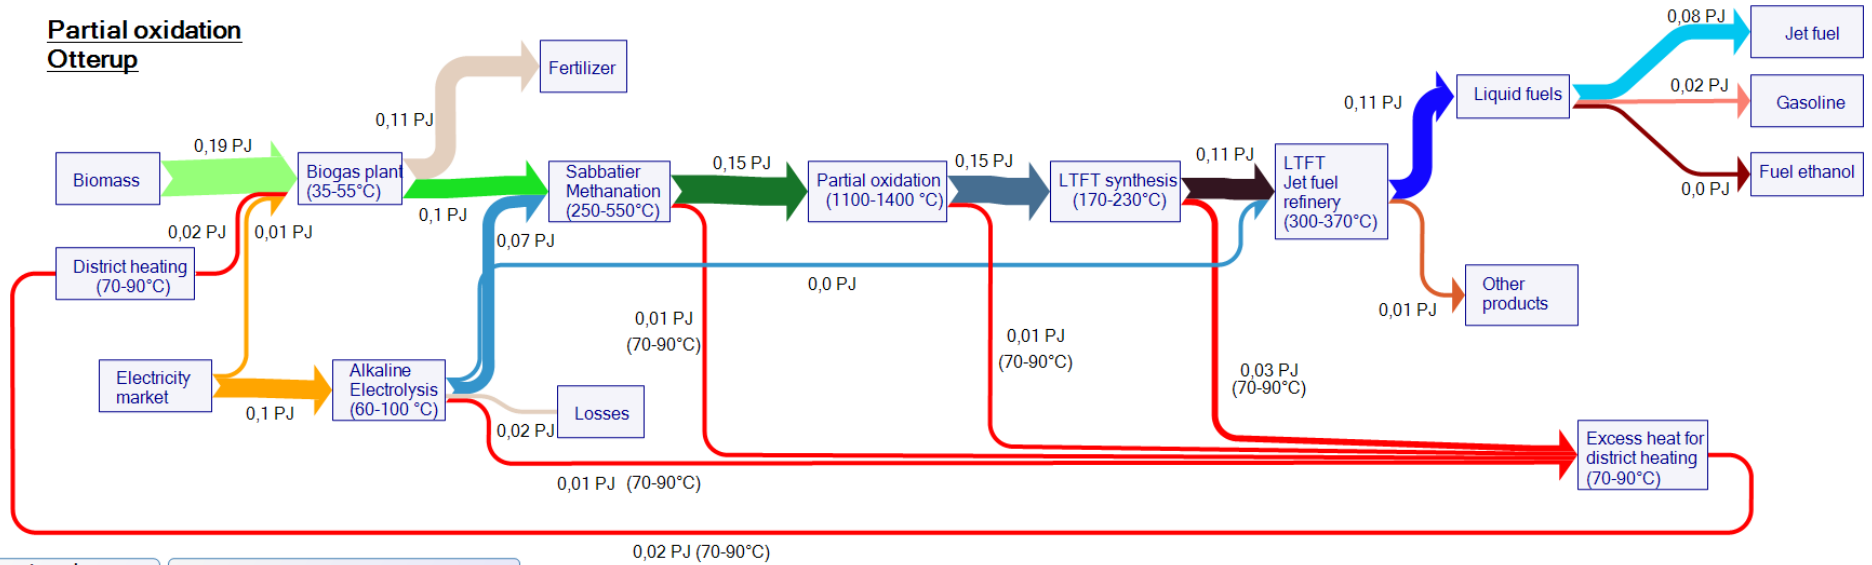 Partial oxidation
Otterup
Fertilizer
0,11 PJ
0,19 PJ
Biomass
Biogas plant
(35-55°C)
0,1 PJ
0,02 PJ
0,01 PJ
District heating
(70-90°C)
Electricity
market
0,1 PJ
Alkaline
Electrolysis
(60-100 °C)
0,07 PJ
Sabbatier
Methanation
(250-550°C)
0,15 PJ
Partial oxidation
(1100-1400 °C)
0,15 PJ
LTFT synthesis
(170-230°C)
0,11 PJ
LTFT
Jet fuel
refinery
(300-370°C)
0,11 PJ
Liquid fuels
0,08 PJ
Jet fuel
0,02 PJ
Gasoline
0,0 PJ
Fuel ethanol
Other
products
0,01 PJ
0,0 PJ
0,01 PJ
(70-90°C)
0,01 PJ
(70-90°C)
0,03 PJ
(70-90°C)
Losses
0,02 PJ
0,01 PJ (70-90°C)
Excess heat for
district heating
(70-90°C)
0,02 PJ (70-90°C)